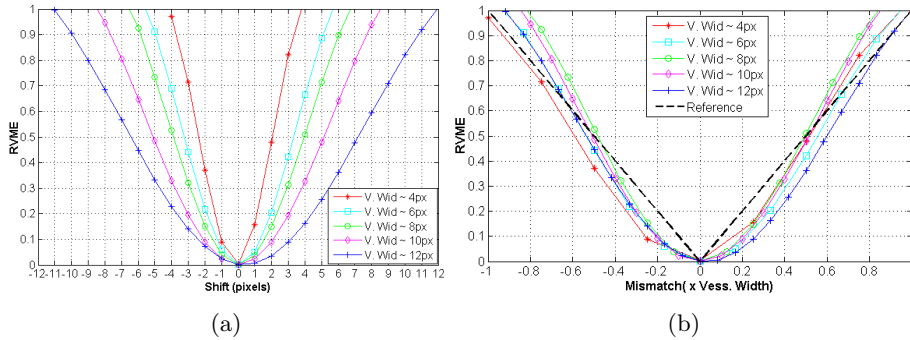 1
0.9
0.8
0.7
0.6
0.5
0.4
0.3
0.2
0.1
0
RVME
-12 -11 -10 -9 -8 -7 -6 -5 -4 -3 -2 -1 0 1 2 3 4 5 6 7 8 9 10 11 12
Shift (pixels)
V. Wid ~ 4px
V. Wid ~ 6px
V. Wid ~ 8px
V. Wid ~ 10px
V. Wid ~ 12px
(a)
1
0.9
0.8
0.7
0.6
0.5
0.4
0.3
0.2
0.1
0
RVME
-1 -0.8 -0.6 -0.4 -0.2 0 0.2 0.4 0.6 0.8
Mismatch( x Vess. Width)
V. Wid ~ 4px
V. Wid ~ 6px
V. Wid ~ 8px
V. Wid ~ 10px
V. Wid ~ 12px
Reference
(b)